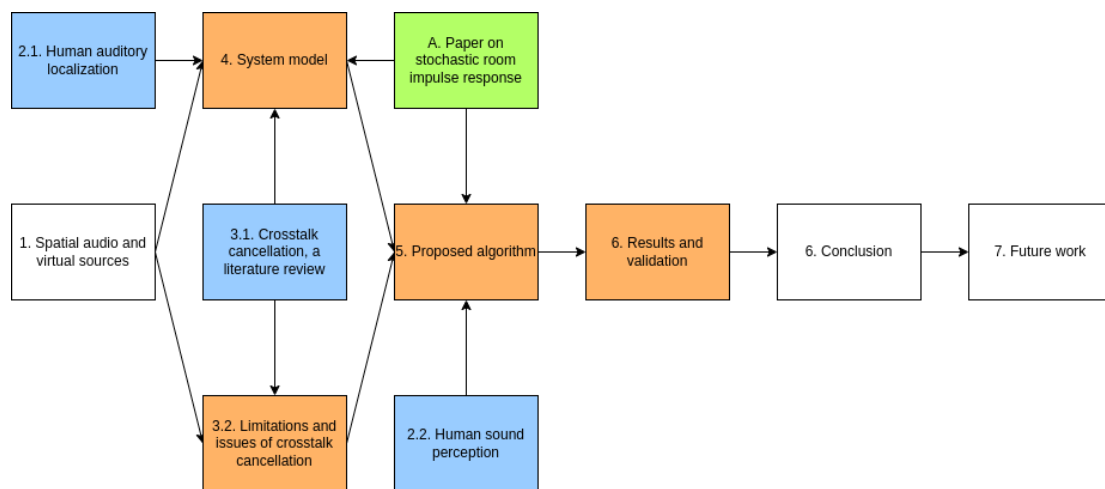 2.1. Human auditory
localization
4. System model
A. Paper on
stochastic room
impulse response
1. Spatial audio and
virtual sources
3.1. Crosstalk
cancellation, a
literature review
5. Proposed algorithm
6. Results and
validation
6. Conclusion
7. Future work
3.2. Limitations and
issues of crosstalk
cancellation
2.2. Human sound
perception